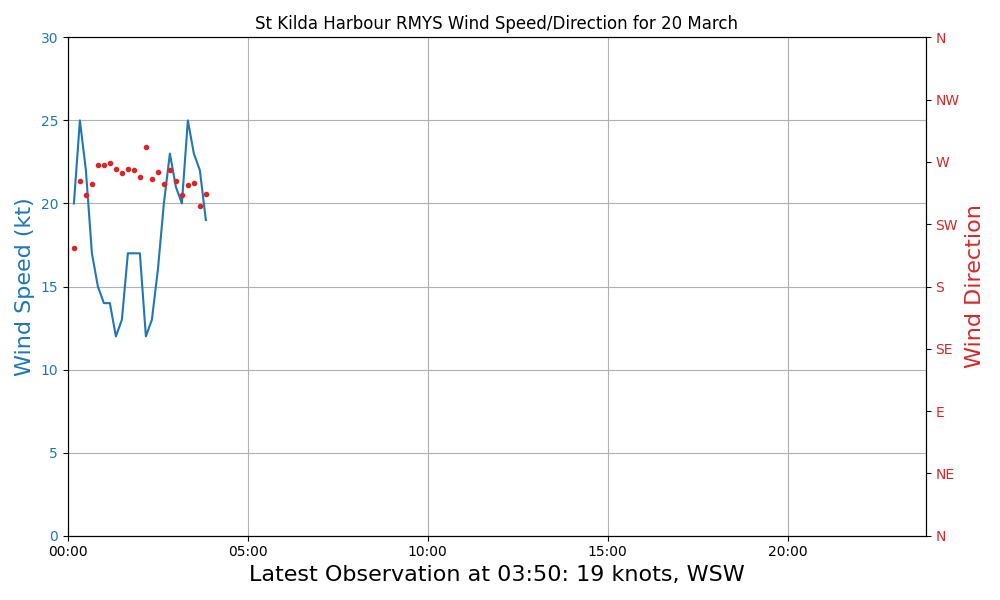 St Kilda Harbour RMYS Wind Speed/Direction for 20 March
30
25
20
15
10
5
0
Wind Speed (kt)
N
NW
W
SW
S
SE
E
NE
N
Wind Direction
00:00 05:00 10:00 15:00 20:00
Latest Observation at 03:50: 19 knots, WSW